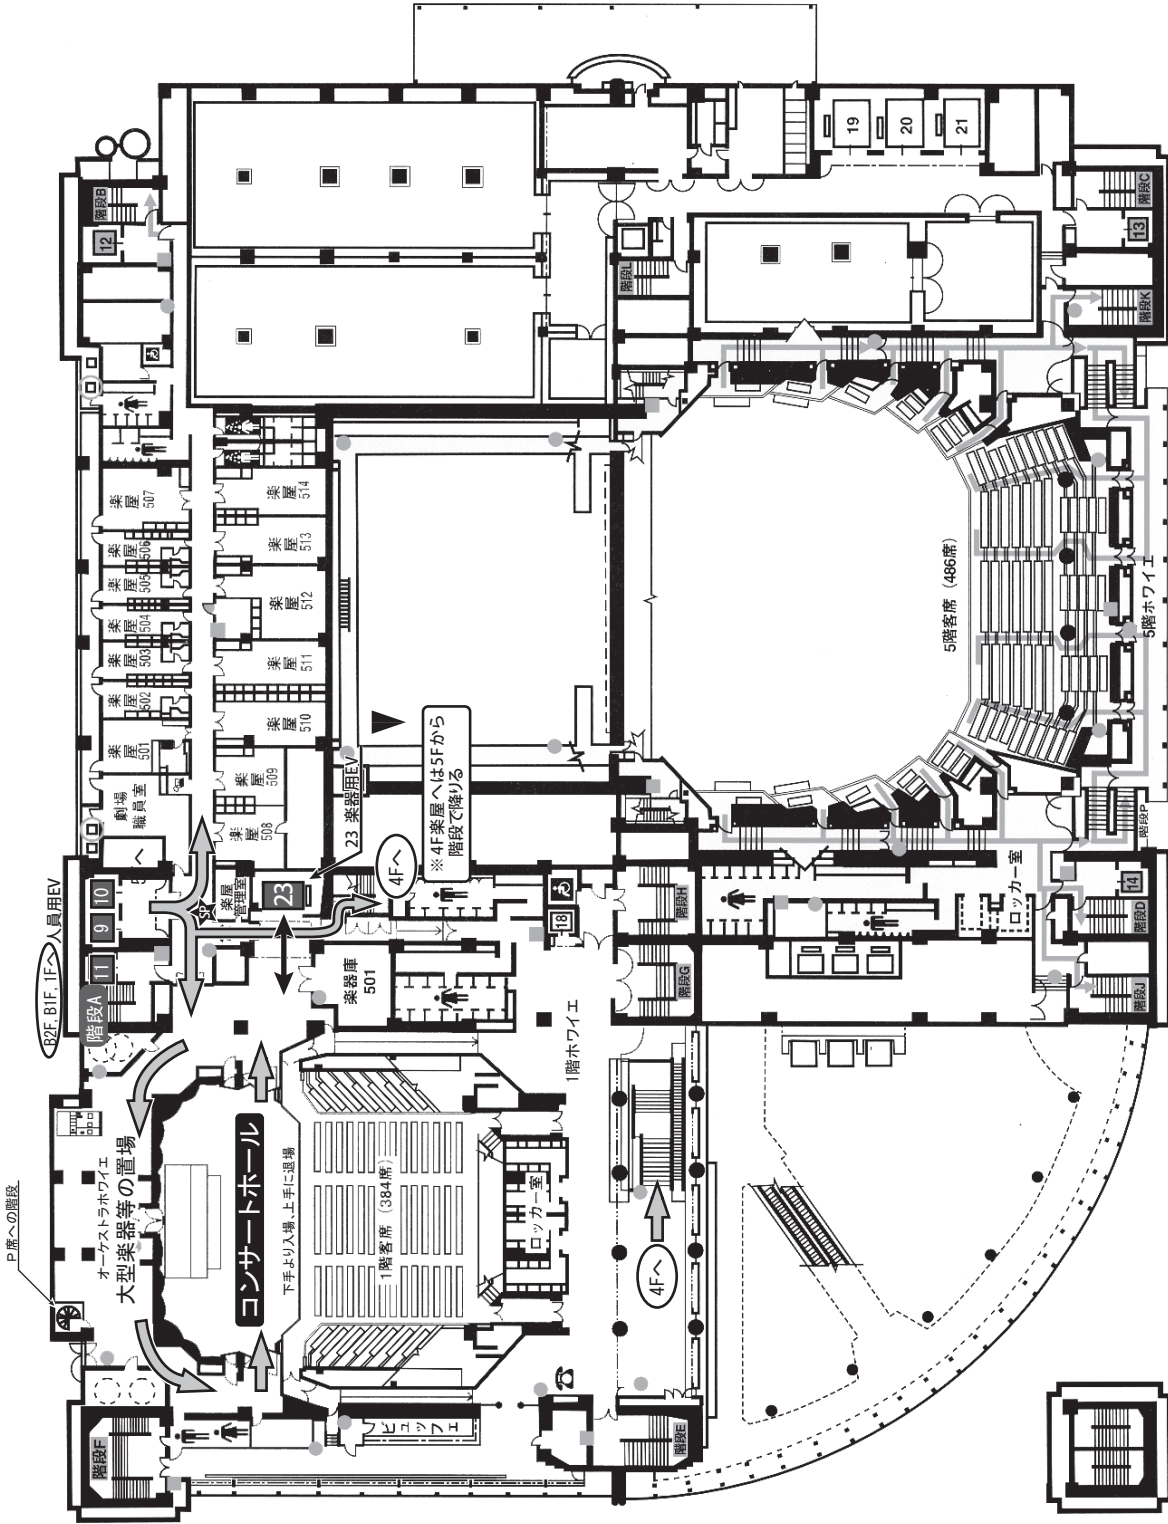 B2F, B1F, 1Fへ
人員用EV
9
10
11
階段A
階段B
12
楽屋
507
楽屋
506
楽屋
505
楽屋
504
楽屋
503
楽屋
502
楽屋
501
劇場
職員室
楽屋
514
楽屋
513
楽屋
512
楽屋
511
楽屋
510
楽屋
509
楽屋
508
楽屋
管理室
SP
23
23 楽器用EV
4Fへ
※ 4F楽屋へは5Fから
階段で降りる
楽器庫
501
18
階段H
階段G
階段L
19
20
21
階段C
13
階段K
5階客席 (486席)
5階ホワイエ
階段P
ロッカー室
14
階段D
階段J
P席への階段
オーケストラホワイエ
大型楽器等の置場
コンサートホール
下手より入場、上手に退場
1階客席 (384席)
ロッカー室
1階ホワイエ
4Fへ
ビュッフェ
階段F
階段E